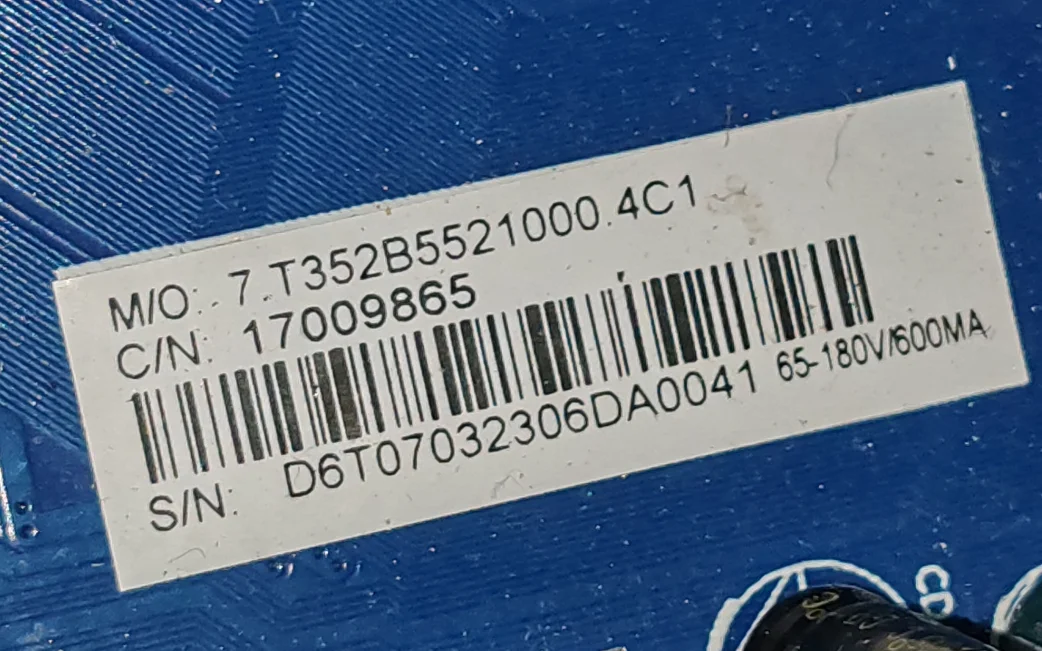 M/O: 7.T352B5521000.4C1
C/N: 17009865
65-180V/600MA
S/N: D6T07032306DA0041